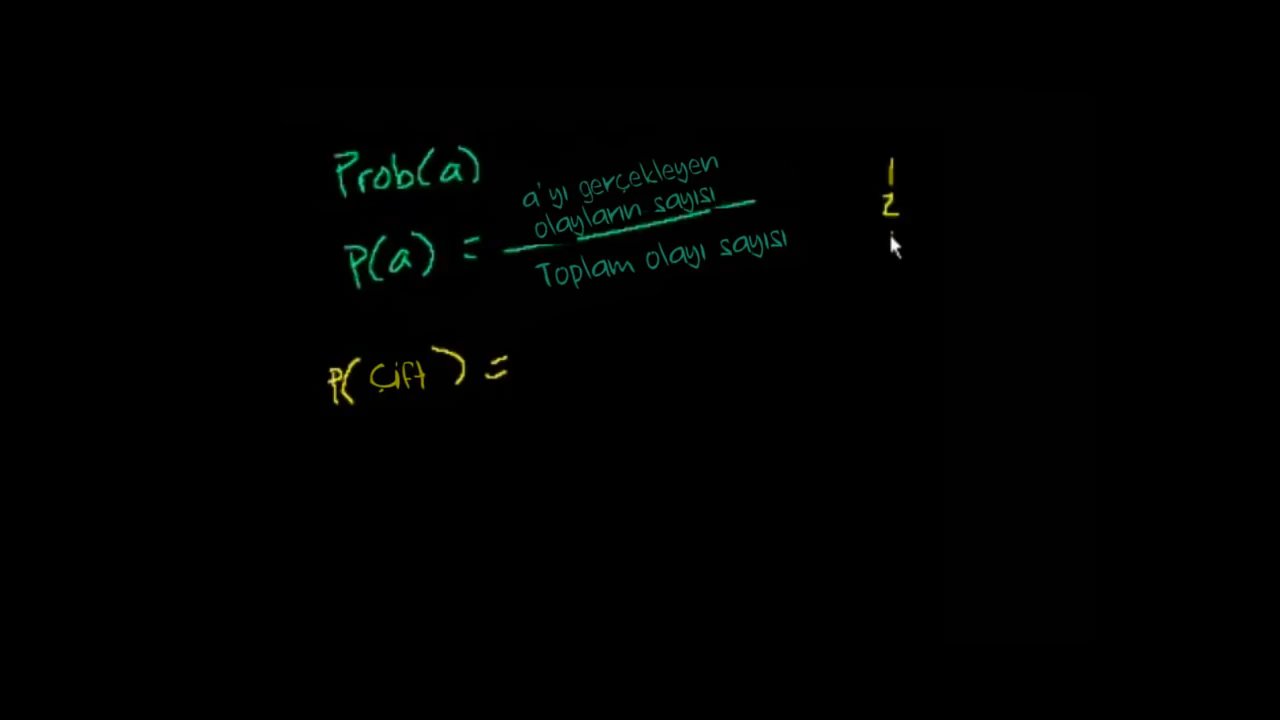 Prob(a)
P(a) = a'yı gerçekleyen
olayların sayısı
Toplam olayı sayısı
P(Çift) =
1
2